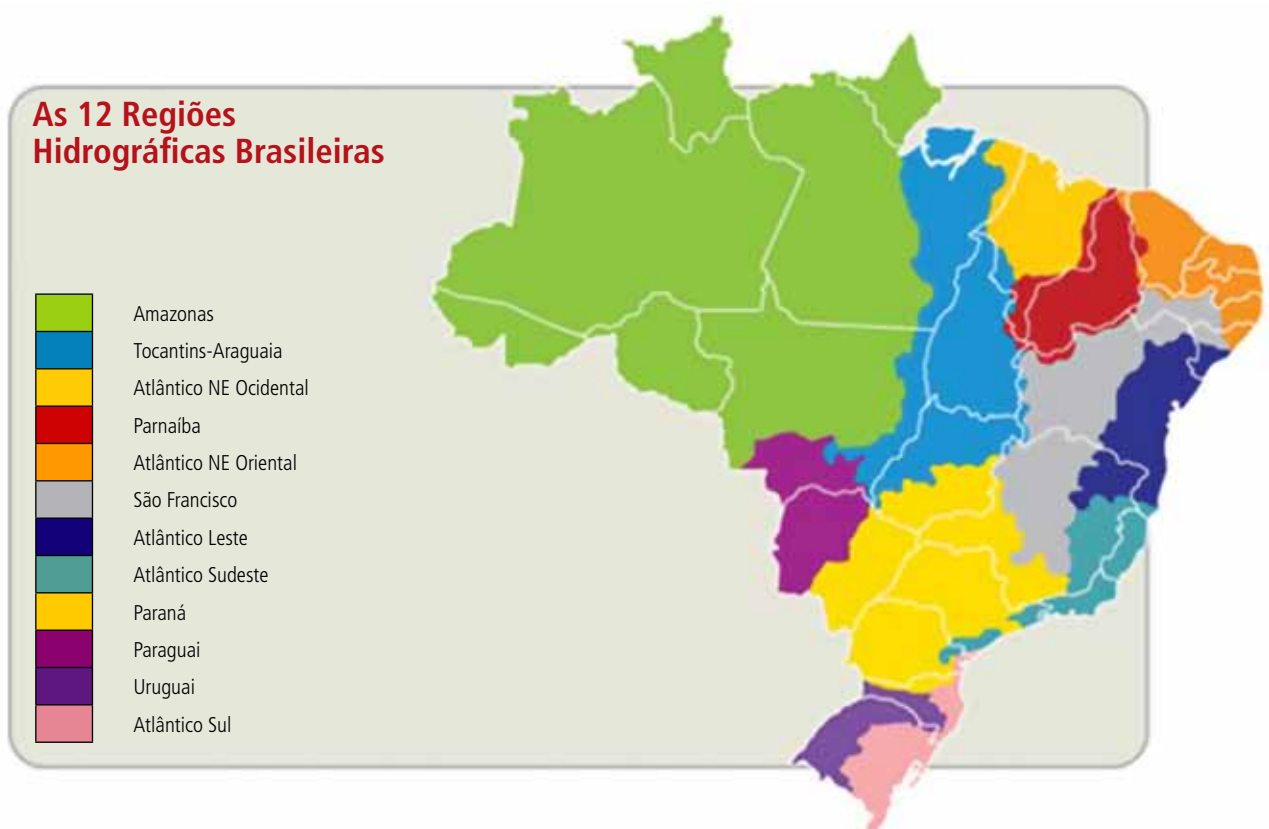 As 12 Regiões
Hidrográficas Brasileiras
Amazonas
Tocantins-Araguaia
Atlântico NE Ocidental
Parnaíba
Atlântico NE Oriental
São Francisco
Atlântico Leste
Atlântico Sudeste
Paraná
Paraguai
Uruguai
Atlântico Sul